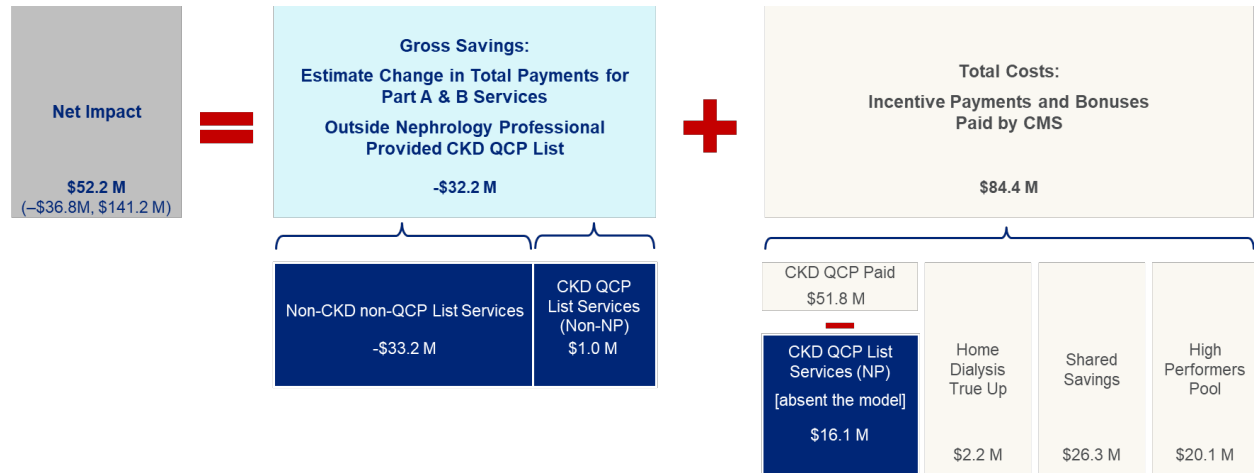 Net Impact
$52.2 M
(–$36.8M, $141.2 M)
=
Gross Savings:
Estimate Change in Total Payments for
Part A & B Services
Outside Nephrology Professional
Provided CKD QCP List
-$32.2 M
+
Total Costs:
Incentive Payments and Bonuses
Paid by CMS
$84.4 M
Non-CKD non-QCP List Services
-$33.2 M
CKD QCP
List Services
(Non-NP)
$1.0 M
CKD QCP Paid
$51.8 M
–
CKD QCP List
Services (NP)
[absent the model]
$16.1 M
Home
Dialysis
True Up
$2.2 M
Shared
Savings
$26.3 M
High
Performers
Pool
$20.1 M